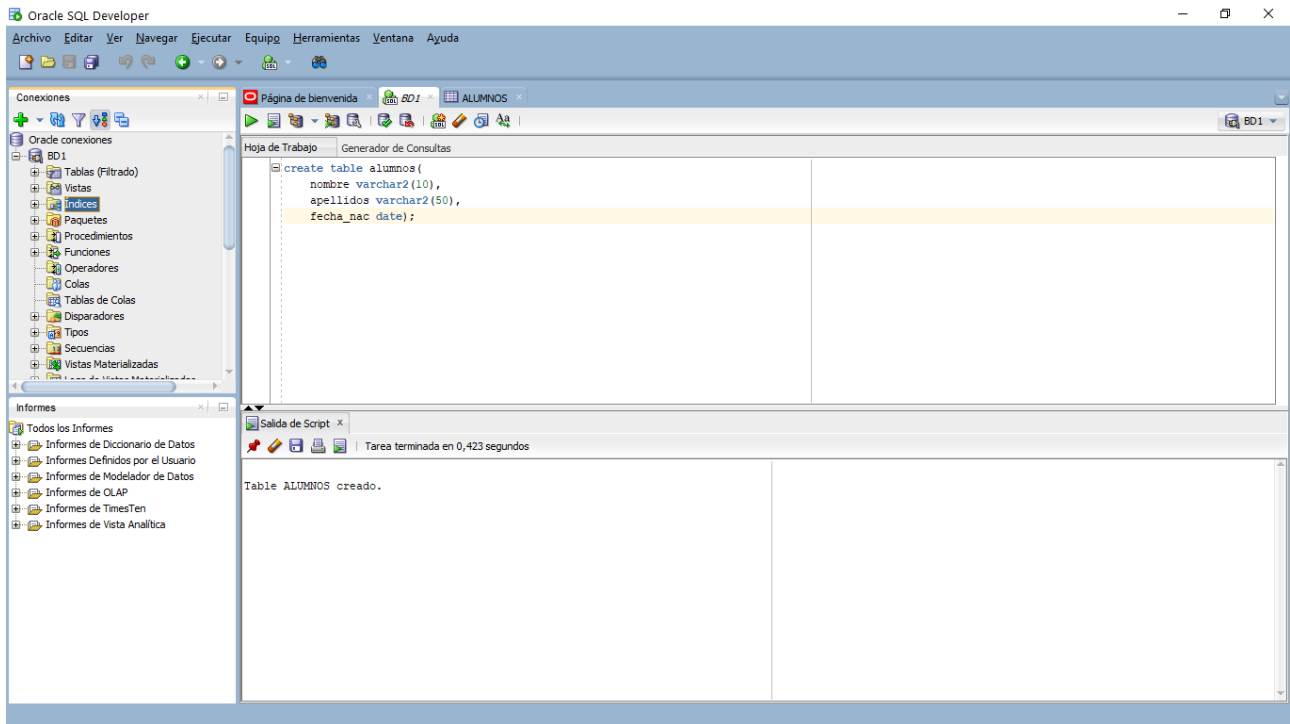 Oracle SQL Developer
Archivo Editar Ver Navegar Ejecutar Equipo Herramientas Ventana Ayuda
Conexiones
Oracle conexiones
BD1
Tablas (Filtrado)
Vistas
Índices
Paquetes
Procedimientos
Funciones
Operadores
Colas
Tablas de Colas
Disparadores
Tipos
Secuencias
Vistas Materializadas
Informes
Todos los Informes
Informes de Diccionario de Datos
Informes Definidos por el Usuario
Informes de Modelador de Datos
Informes de OLAP
Informes de TimesTen
Informes de Vista Analítica
Página de bienvenida BD1 ALUMNOS
BD1
Hoja de Trabajo Generador de Consultas
create table alumnos(
nombre varchar2(10),
apellidos varchar2(50),
fecha_nac date);
Salida de Script
Tarea terminada en 0,423 segundos
Table ALUMNOS creado.